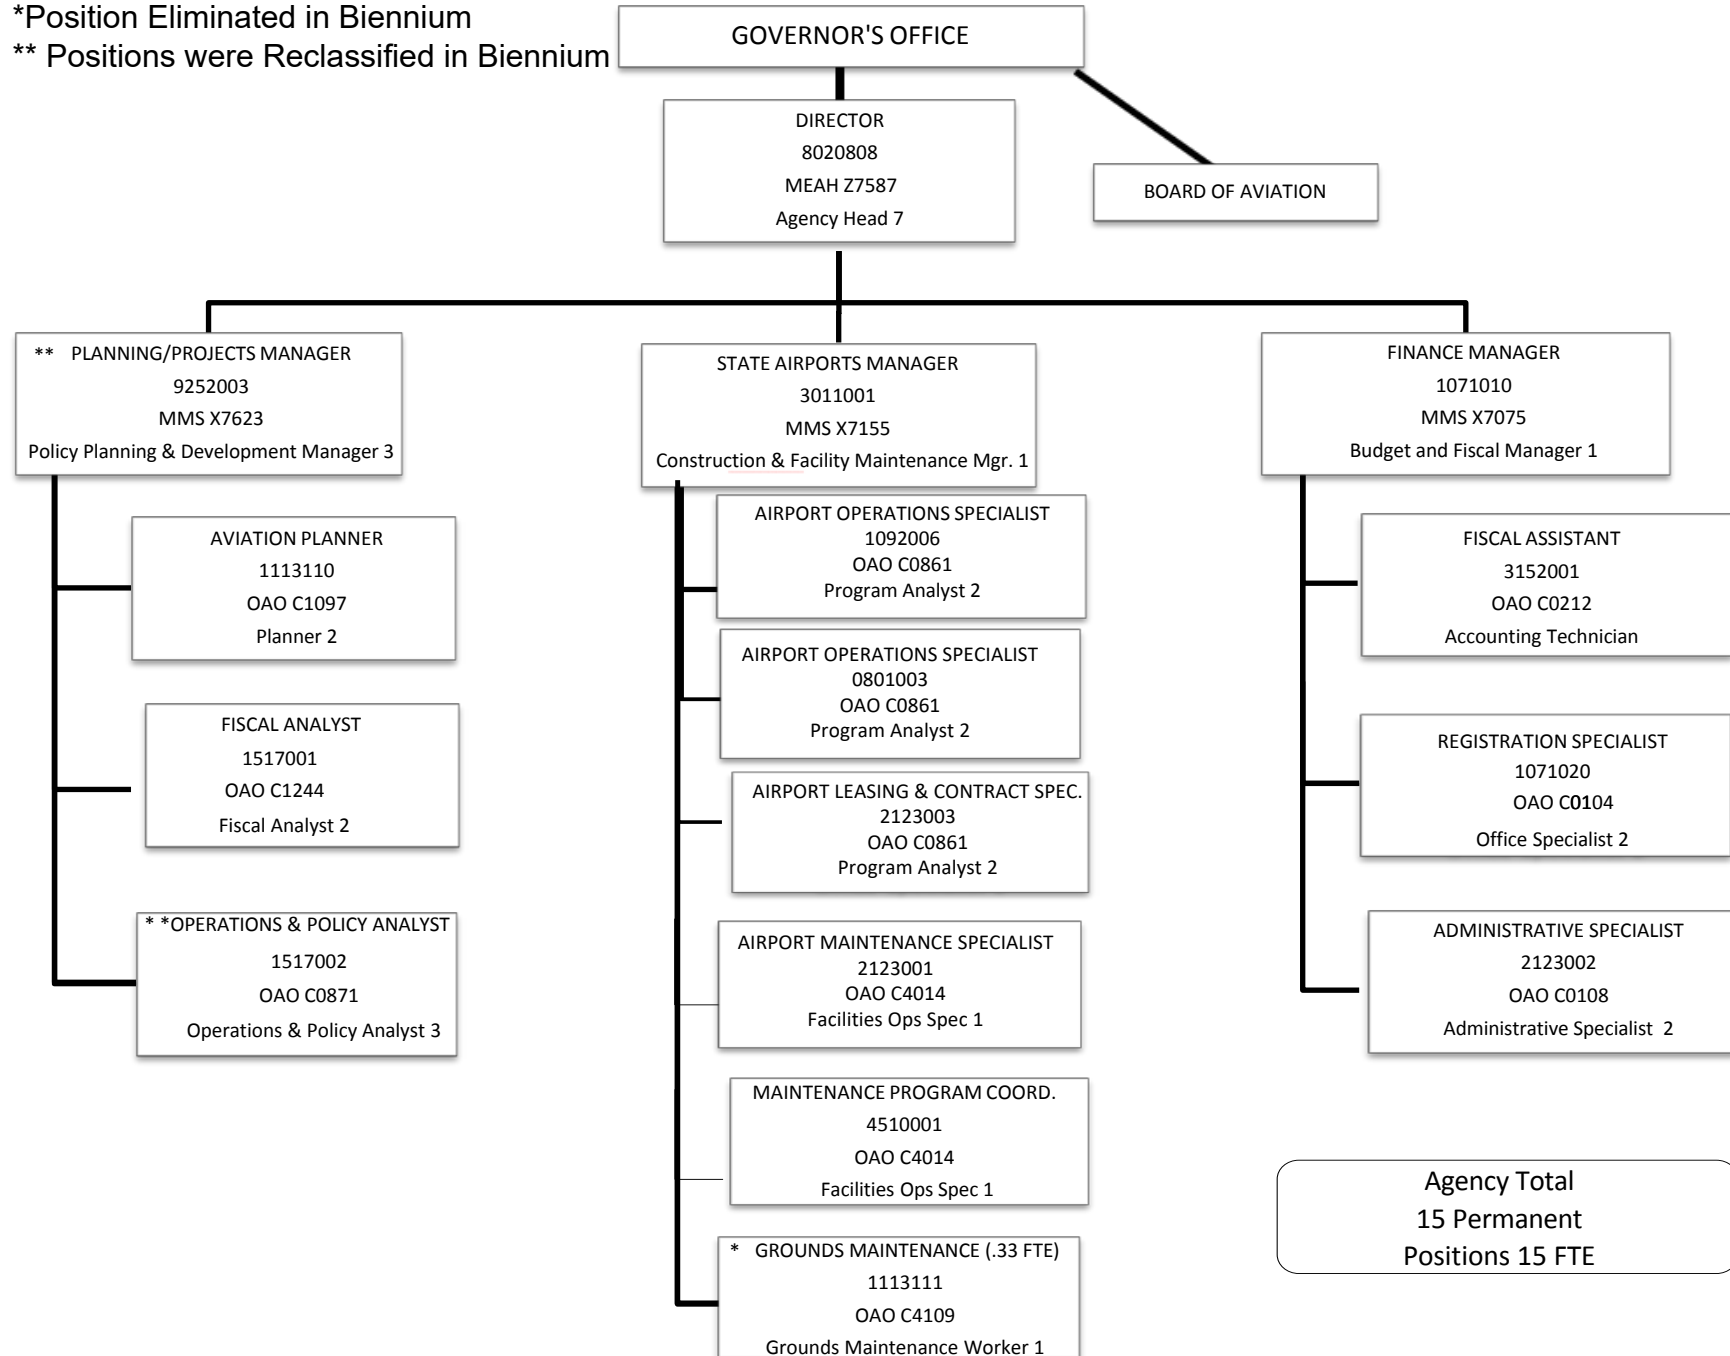 *Position Eliminated in Biennium
** Positions were Reclassified in Biennium
GOVERNOR'S OFFICE
DIRECTOR
8020808
MEAH Z7587
Agency Head 7
BOARD OF AVIATION
** PLANNING/PROJECTS MANAGER
9252003
MMS X7623
Policy Planning & Development Manager 3
AVIATION PLANNER
1113110
OAO C1097
Planner 2
FISCAL ANALYST
1517001
OAO C1244
Fiscal Analyst 2
* *OPERATIONS & POLICY ANALYST
1517002
OAO C0871
Operations & Policy Analyst 3
STATE AIRPORTS MANAGER
3011001
MMS X7155
Construction & Facility Maintenance Mgr. 1
AIRPORT OPERATIONS SPECIALIST
1092006
OAO C0861
Program Analyst 2
AIRPORT OPERATIONS SPECIALIST
0801003
OAO C0861
Program Analyst 2
AIRPORT LEASING & CONTRACT SPEC.
2123003
OAO C0861
Program Analyst 2
AIRPORT MAINTENANCE SPECIALIST
2123001
OAO C4014
Facilities Ops Spec 1
MAINTENANCE PROGRAM COORD.
4510001
OAO C4014
Facilities Ops Spec 1
* GROUNDS MAINTENANCE (.33 FTE)
1113111
OAO C4109
Grounds Maintenance Worker 1
FINANCE MANAGER
1071010
MMS X7075
Budget and Fiscal Manager 1
FISCAL ASSISTANT
3152001
OAO C0212
Accounting Technician
REGISTRATION SPECIALIST
1071020
OAO C0104
Office Specialist 2
ADMINISTRATIVE SPECIALIST
2123002
OAO C0108
Administrative Specialist 2
Agency Total
15 Permanent
Positions 15 FTE